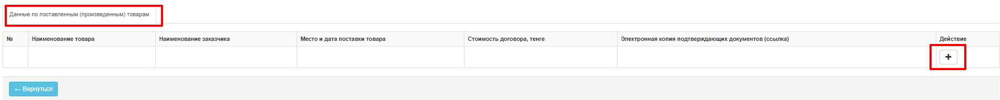 Данные по поставленным (произведенным) товарам
№ Наименование товара Наименование заказчика Место и дата поставки товара Стоимость договора, тенге Электронная копия подтверждающих документов (ссылка) Действие
+
← Вернуться